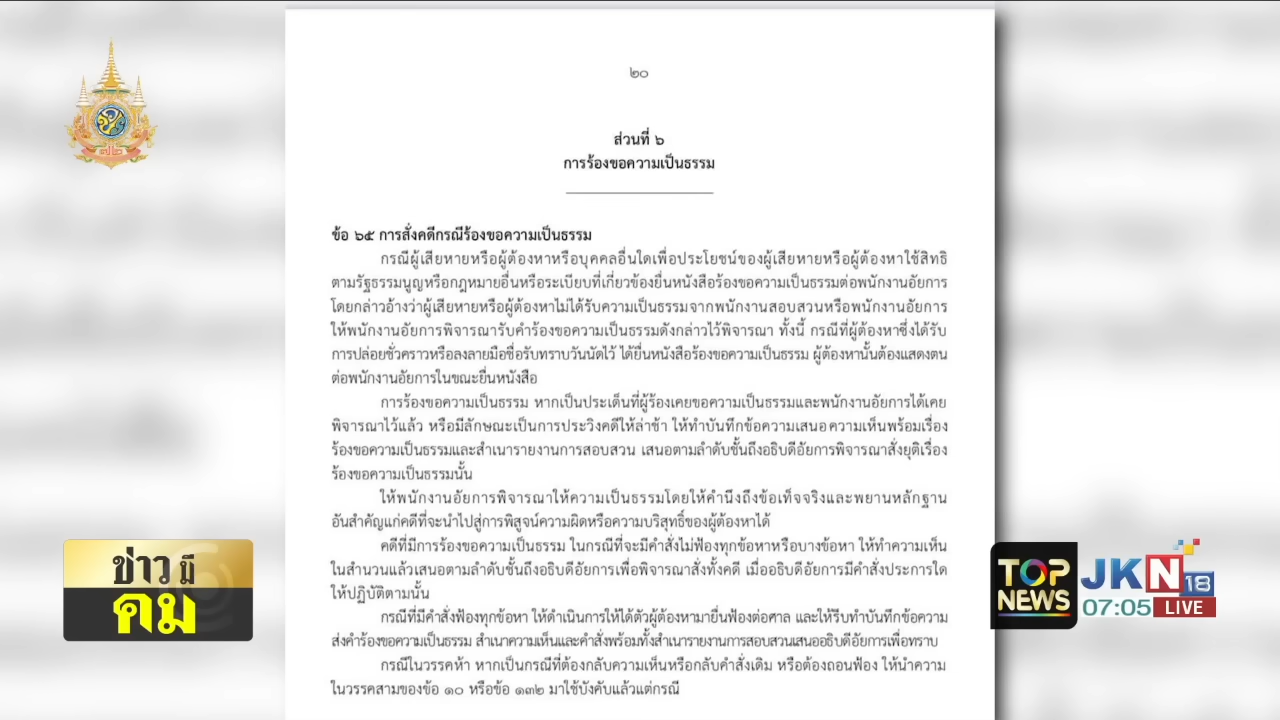 ๒๐
ส่วนที่ ๖
การร้องขอความเป็นธรรม
ข้อ ๖๕ การสั่งคดีกรณีร้องขอความเป็นธรรม
กรณีผู้เสียหายหรือผู้ต้องหาหรือบุคคลอื่นใดเพื่อประโยชน์ของผู้เสียหายหรือผู้ต้องหาใช้สิทธิ
ตามรัฐธรรมนูญหรือกฎหมายอื่นหรือระเบียบที่เกี่ยวข้องยื่นหนังสือร้องขอความเป็นธรรมต่อพนักงานอัยการ
โดยกล่าวอ้างว่าผู้เสียหายหรือผู้ต้องหาไม่ได้รับความเป็นธรรมจากพนักงานสอบสวนหรือพนักงานอัยการ
ให้พนักงานอัยการพิจารณารับคำร้องขอความเป็นธรรมดังกล่าวไว้พิจารณา ทั้งนี้ กรณีที่ผู้ต้องหาซึ่งได้รับ
การปล่อยชั่วคราวหรือลงลายมือชื่อรับทราบวันนัดไว้ ได้ยื่นหนังสือร้องขอความเป็นธรรม ผู้ต้องหานั้นต้องแสดงตน
ต่อพนักงานอัยการในขณะยื่นหนังสือ
การร้องขอความเป็นธรรม หากเป็นประเด็นที่ผู้ร้องเคยขอความเป็นธรรมและพนักงานอัยการได้เคย
พิจารณาไว้แล้ว หรือมีลักษณะเป็นการประวิงคดีให้ล่าช้า ให้ทำบันทึกข้อความเสนอความเห็นพร้อมเรื่อง
ร้องขอความเป็นธรรมและสำเนารายงานการสอบสวน เสนอตามลำดับชั้นถึงอธิบดีอัยการพิจารณาสั่งยุติเรื่อง
ร้องขอความเป็นธรรมนั้น
ให้พนักงานอัยการพิจารณาให้ความเป็นธรรมโดยให้คำนึงถึงข้อเท็จจริงและพยานหลักฐาน
อันสำคัญแก่คดีที่จะนำไปสู่การพิสูจน์ความผิดหรือความบริสุทธิ์ของผู้ต้องหาได้
คดีที่มีการร้องขอความเป็นธรรม ในกรณีที่จะมีคำสั่งไม่ฟ้องทุกข้อหาหรือบางข้อหา ให้ทำความเห็น
ในสำนวนแล้วเสนอตามลำดับชั้นถึงอธิบดีอัยการเพื่อพิจารณาสั่งทั้งคดี เมื่ออธิบดีอัยการมีคำสั่งประการใด
ให้ปฏิบัติตามนั้น
กรณีที่มีคำสั่งฟ้องทุกข้อหา ให้ดำเนินการให้ได้ตัวผู้ต้องหามายื่นฟ้องต่อศาล และให้รีบทำบันทึกข้อความ
ส่งคำร้องขอความเป็นธรรม สำเนาความเห็นและคำสั่งพร้อมทั้งสำเนารายงานการสอบสวนเสนออธิบดีอัยการเพื่อทราบ
กรณีในวรรคห้า หากเป็นกรณีที่ต้องกลับความเห็นหรือกลับคำสั่งเดิม หรือต้องถอนฟ้อง ให้นำความ
ในวรรคสามของข้อ ๑๐ หรือข้อ ๑๓๒ มาใช้บังคับแล้วแต่กรณี
ข่าวมี
คม
TOP
NEWS
JKN
18
07:05
LIVE